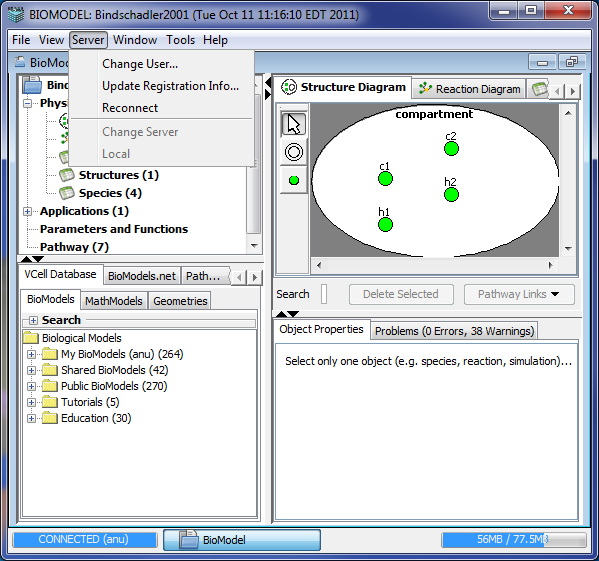 BIOMODEL: Bindschadler2001 (Tue Oct 11 11:16:10 EDT 2011)
File View Server Window Tools Help
BioMod
Change User...
Update Registration Info...
Reconnect
Change Server
Local
Structures (1)
Species (4)
Applications (1)
Parameters and Functions
Pathway (7)
Structure Diagram
Reaction Diagram
compartment
c2
c1
h2
h1
Search
Delete Selected
Pathway Links
VCell Database
BioModels.net
Path...
BioModels
MathModels
Geometries
Search
Biological Models
My BioModels (anu) (264)
Shared BioModels (42)
Public BioModels (270)
Tutorials (5)
Education (30)
Object Properties
Problems (0 Errors, 38 Warnings)
Select only one object (e.g. species, reaction, simulation)...
CONNECTED (anu)
BioModel
56MB / 77.5MB